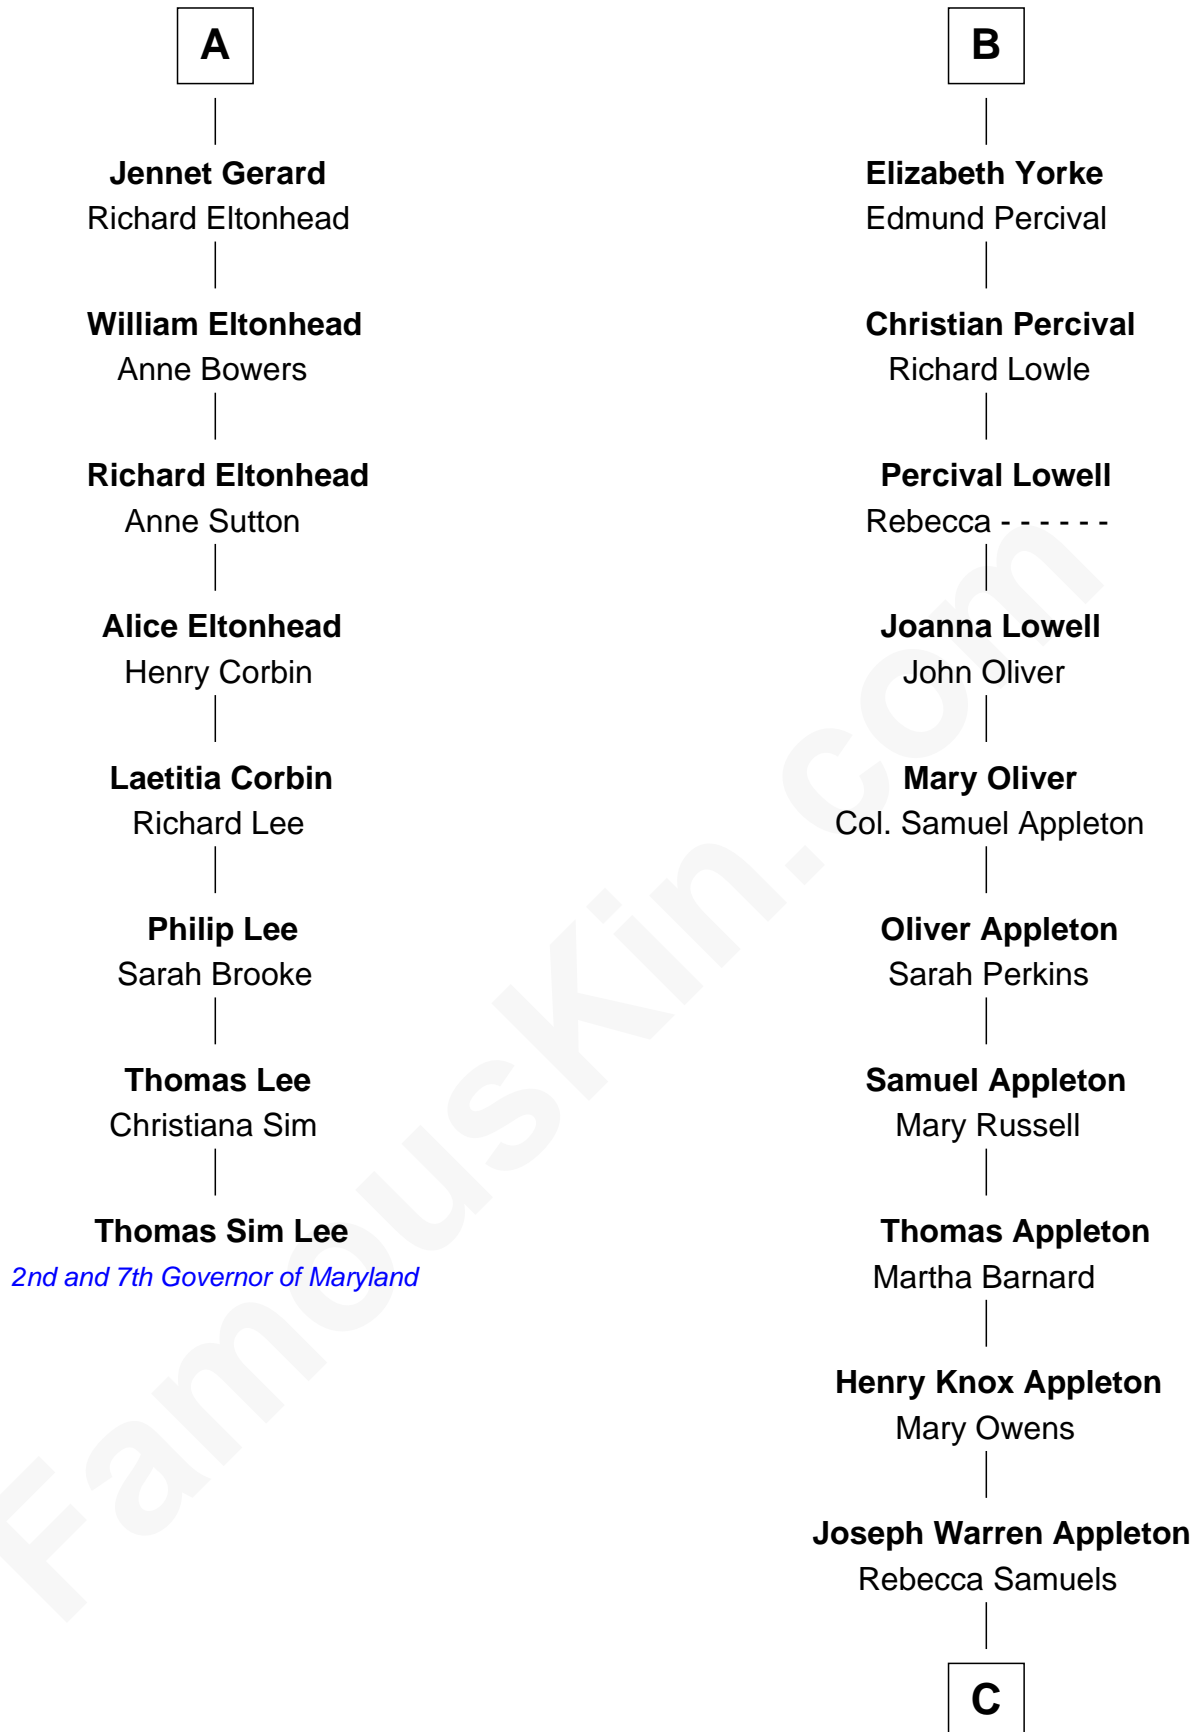 A
Jennet Gerard
Richard Eltonhead
William Eltonhead
Anne Bowers
Richard Eltonhead
Anne Sutton
Alice Eltonhead
Henry Corbin
Laetitia Corbin
Richard Lee
Philip Lee
Sarah Brooke
Thomas Lee
Christiana Sim
Thomas Sim Lee
2nd and 7th Governor of Maryland
B
Elizabeth Yorke
Edmund Percival
Christian Percival
Richard Lowle
Percival Lowell
Rebecca - - - - - -
Joanna Lowell
John Oliver
Mary Oliver
Col. Samuel Appleton
Oliver Appleton
Sarah Perkins
Samuel Appleton
Mary Russell
Thomas Appleton
Martha Barnard
Henry Knox Appleton
Mary Owens
Joseph Warren Appleton
Rebecca Samuels
C
FamousKin.com